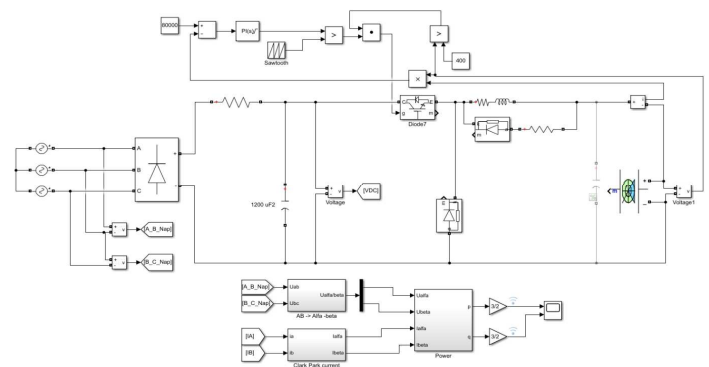 80000
+
-
PI(s)
>
>
Sawtooth
×
400
C
E
g
m
Diode7
A
B
C
+
-
+
-
v
[VDC]
Voltage
1200 uF2
m
+
-
v
Voltage1
+
-
v
[A_B_Nap]
+
-
v
[B_C_Nap]
[A_B_Nap]
[B_C_Nap]
Uab
Ubc
Ualfa/beta
AB -> Alfa -beta
[IA]
[IB]
Ia
Ib
Ialfa
Ibeta
Clark Park current
Ualfa
Ubeta
Ialfa
Ibeta
p
q
Power
3/2
3/2